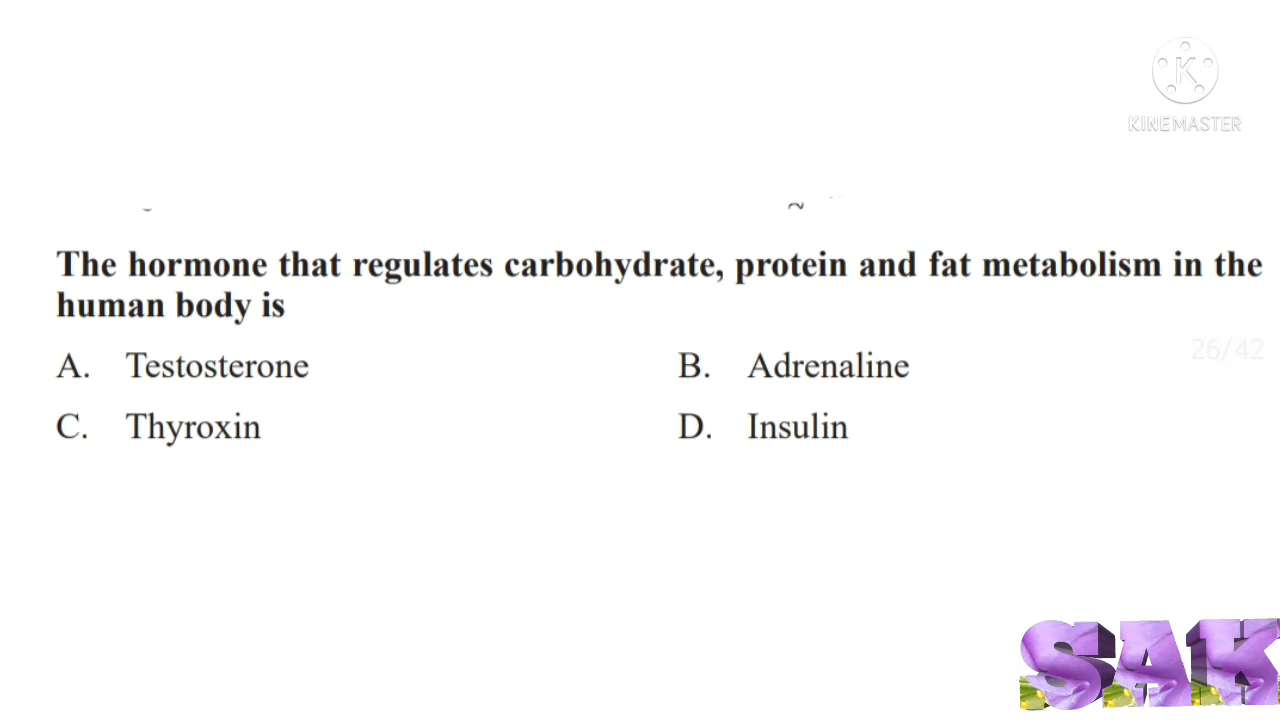 KINEMASTER
The hormone that regulates carbohydrate, protein and fat metabolism in the
human body is
26/42
A. Testosterone B. Adrenaline
C. Thyroxin D. Insulin
SAK